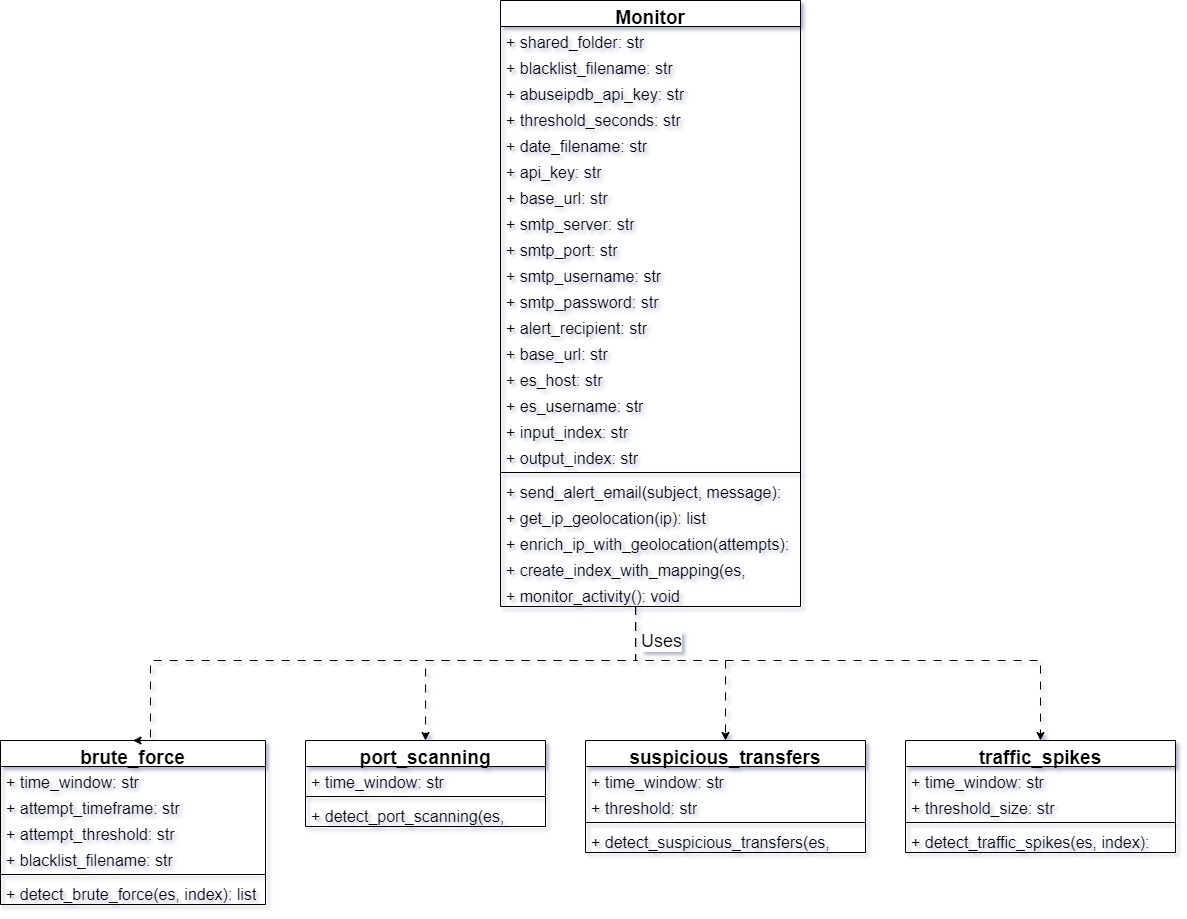 Monitor
+ shared_folder: str
+ blacklist_filename: str
+ abuseipdb_api_key: str
+ threshold_seconds: str
+ date_filename: str
+ api_key: str
+ base_url: str
+ smtp_server: str
+ smtp_port: str
+ smtp_username: str
+ smtp_password: str
+ alert_recipient: str
+ base_url: str
+ es_host: str
+ es_username: str
+ input_index: str
+ output_index: str
+ send_alert_email(subject, message):
+ get_ip_geolocation(ip): list
+ enrich_ip_with_geolocation(attempts):
+ create_index_with_mapping(es,
+ monitor_activity(): void
Uses
brute_force
+ time_window: str
+ attempt_timeframe: str
+ attempt_threshold: str
+ blacklist_filename: str
+ detect_brute_force(es, index): list
port_scanning
+ time_window: str
+ detect_port_scanning(es,
suspicious_transfers
+ time_window: str
+ threshold: str
+ detect_suspicious_transfers(es,
traffic_spikes
+ time_window: str
+ threshold_size: str
+ detect_traffic_spikes(es, index):